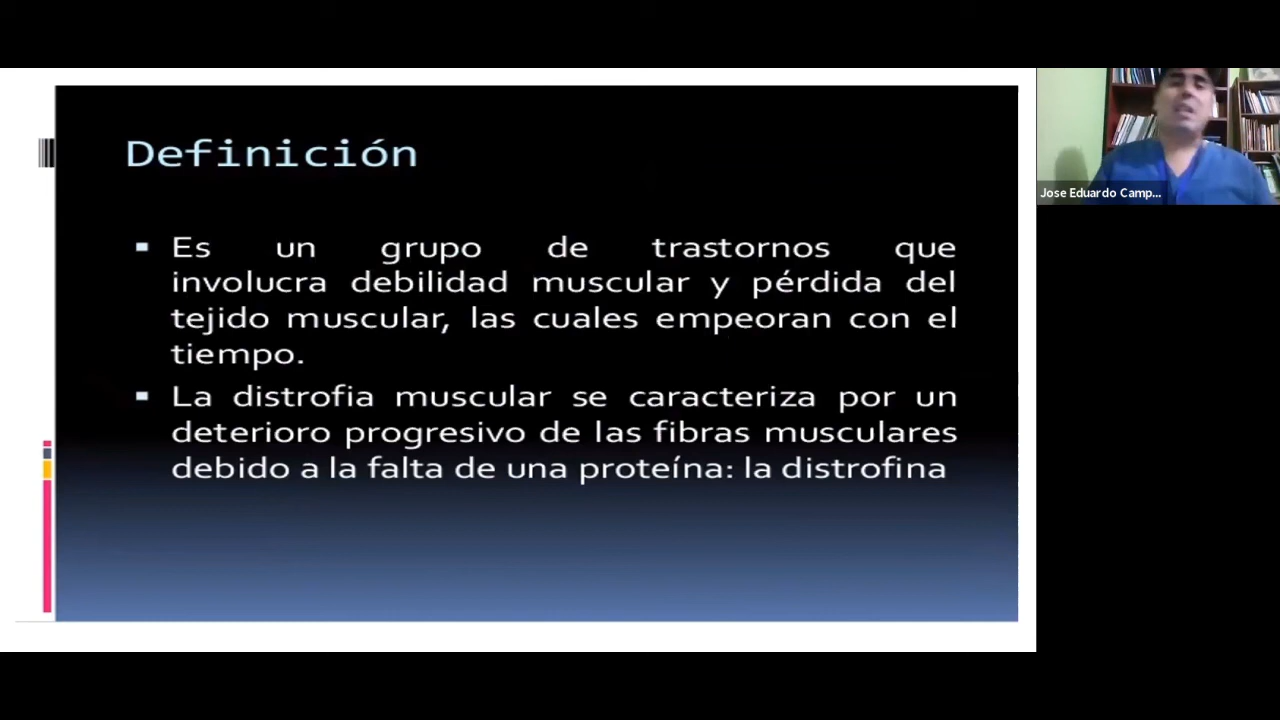 Definición
Es un grupo de trastornos que
involucra debilidad muscular y pérdida del
tejido muscular, las cuales empeoran con el
tiempo.
La distrofia muscular se caracteriza por un
deterioro progresivo de las fibras musculares
debido a la falta de una proteína: la distrofina
Jose Eduardo Camp...